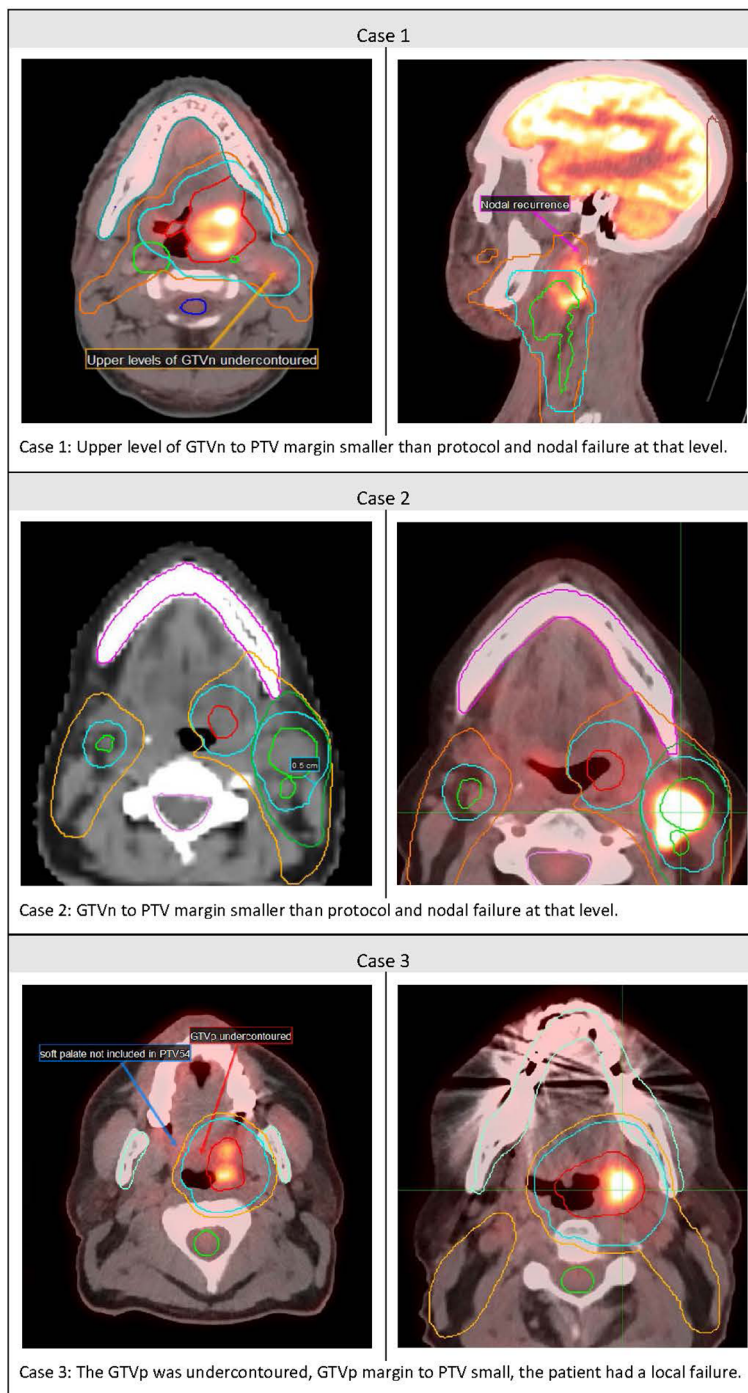 Case 1
Nodal recurrence
Upper levels of GTVn undercontoured
Case 1: Upper level of GTVn to PTV margin smaller than protocol and nodal failure at that level.
Case 2
0.5 cm
Case 2: GTVn to PTV margin smaller than protocol and nodal failure at that level.
Case 3
GTVp undercontoured
soft palate not included in PTV54
Case 3: The GTVp was undercontoured, GTVp margin to PTV small, the patient had a local failure.